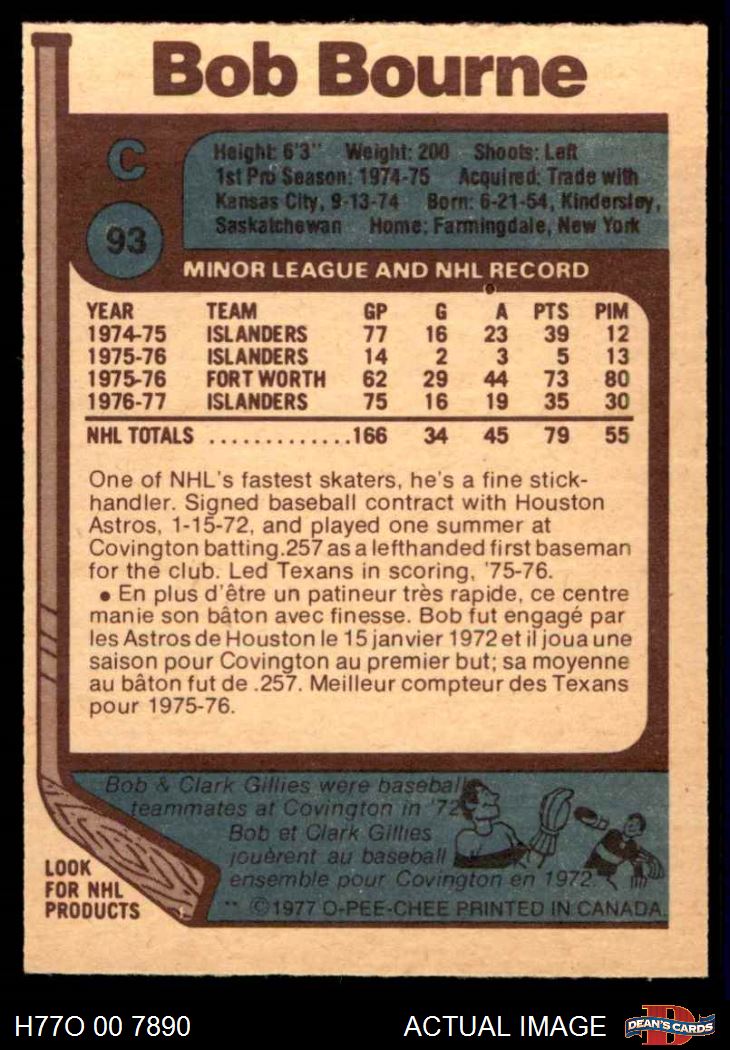 Bob Bourne
C
93
Height: 6'3" Weight: 200 Shoots: Left
1st Pro Season: 1974-75 Acquired: Trade with
Kansas City, 9-13-74 Born: 6-21-54, Kindersley,
Saskatchewan Home: Farmingdale, New York
MINOR LEAGUE AND NHL RECORD
YEAR TEAM GP G A PTS PIM
1974-75 ISLANDERS 77 16 23 39 12
1975-76 ISLANDERS 14 2 3 5 13
1975-76 FORT WORTH 62 29 44 73 80
1976-77 ISLANDERS 75 16 19 35 30
NHL TOTALS .............166 34 45 79 55
One of NHL's fastest skaters, he's a fine stick-
handler. Signed baseball contract with Houston
Astros, 1-15-72, and played one summer at
Covington batting .257 as a lefthanded first baseman
for the club. Led Texans in scoring, '75-76.
• En plus d'être un patineur très rapide, ce centre
manie son bâton avec finesse. Bob fut engagé par
les Astros de Houston le 15 janvier 1972 et il joua une
saison pour Covington au premier but; sa moyenne
au bâton fut de .257. Meilleur compteur des Texans
pour 1975-76.
Bob & Clark Gillies were baseball
teammates at Covington in '72
Bob et Clark Gillies
jouèrent au baseball
ensemble pour Covington en 1972.
LOOK
FOR NHL
PRODUCTS
** ©1977 O-PEE-CHEE PRINTED IN CANADA
H77O 00 7890 ACTUAL IMAGE
D
DEAN'S CARDS